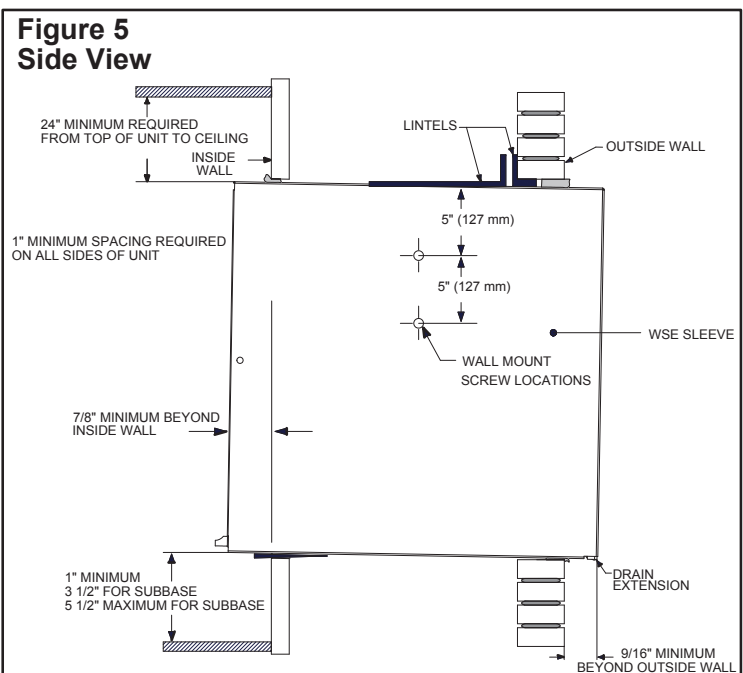 Figure 5
Side View
24" MINIMUM REQUIRED
FROM TOP OF UNIT TO CEILING
INSIDE
WALL
LINTELS
OUTSIDE WALL
5" (127 mm)
1" MINIMUM SPACING REQUIRED
ON ALL SIDES OF UNIT
5" (127 mm)
WSE SLEEVE
WALL MOUNT
SCREW LOCATIONS
7/8" MINIMUM BEYOND
INSIDE WALL
1" MINIMUM
3 1/2" FOR SUBBASE
5 1/2" MAXIMUM FOR SUBBASE
DRAIN
EXTENSION
9/16" MINIMUM
BEYOND OUTSIDE WALL